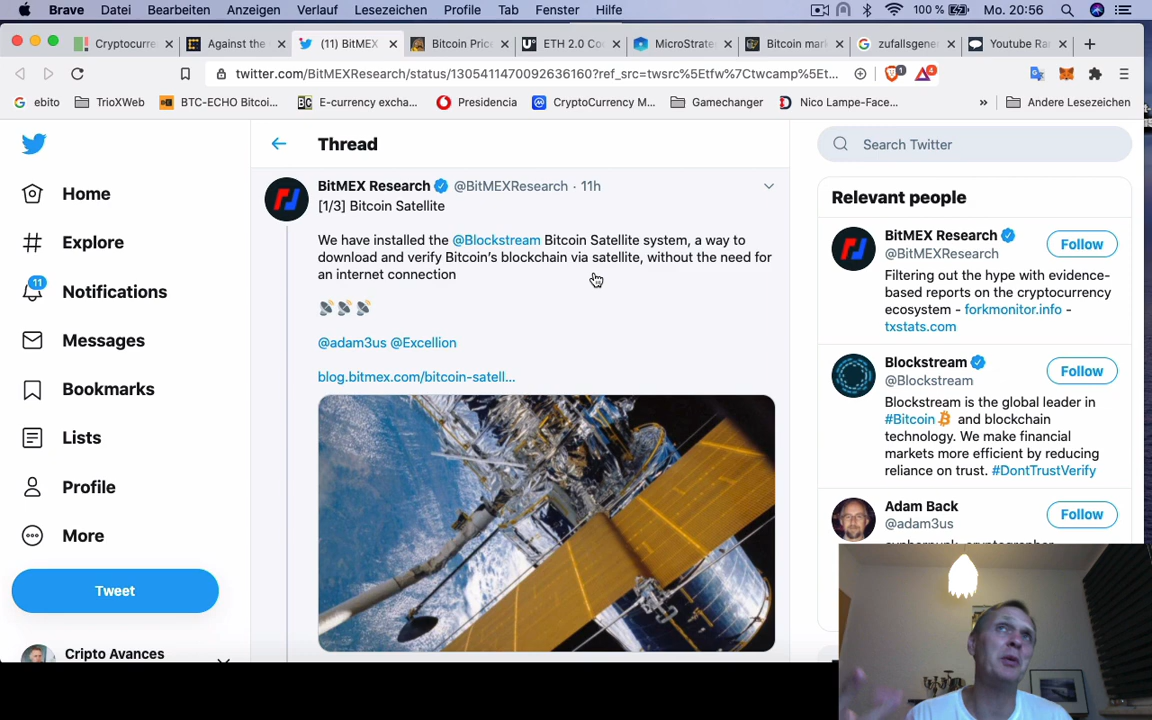 Brave Datei Bearbeiten Anzeigen Verlauf Lesezeichen Profile Tab Fenster Hilfe 100 % Mo. 20:56
Cryptocurre Against the (11) BitMEX Bitcoin Price ETH 2.0 Co MicroStrate Bitcoin mar zufallsgener Youtube Ra
twitter.com/BitMEXResearch/status/1305411470092636160?ref_src=twsrc%5Etfw%7Ctwcamp%5Et... 1 4
ebito TrioXWeb BTC-ECHO Bitcoi... E-currency excha... Presidencia CryptoCurrency M... Gamechanger Nico Lampe-Face... » Andere Lesezeichen
Home
Explore
11
Notifications
Messages
Bookmarks
Lists
Profile
More
Tweet
Cripto Avances
Thread
BitMEX Research @BitMEXResearch · 11h
[1/3] Bitcoin Satellite
We have installed the @Blockstream Bitcoin Satellite system, a way to
download and verify Bitcoin's blockchain via satellite, without the need for
an internet connection
@adam3us @Excellion
blog.bitmex.com/bitcoin-satell...
Search Twitter
Relevant people
BitMEX Research
@BitMEXResearch
Follow
Filtering out the hype with evidence-
based reports on the cryptocurrency
ecosystem - forkmonitor.info -
txstats.com
Blockstream
@Blockstream
Follow
Blockstream is the global leader in
#Bitcoin and blockchain
technology. We make financial
markets more efficient by reducing
reliance on trust. #DontTrustVerify
Adam Back
@adam3us
Follow